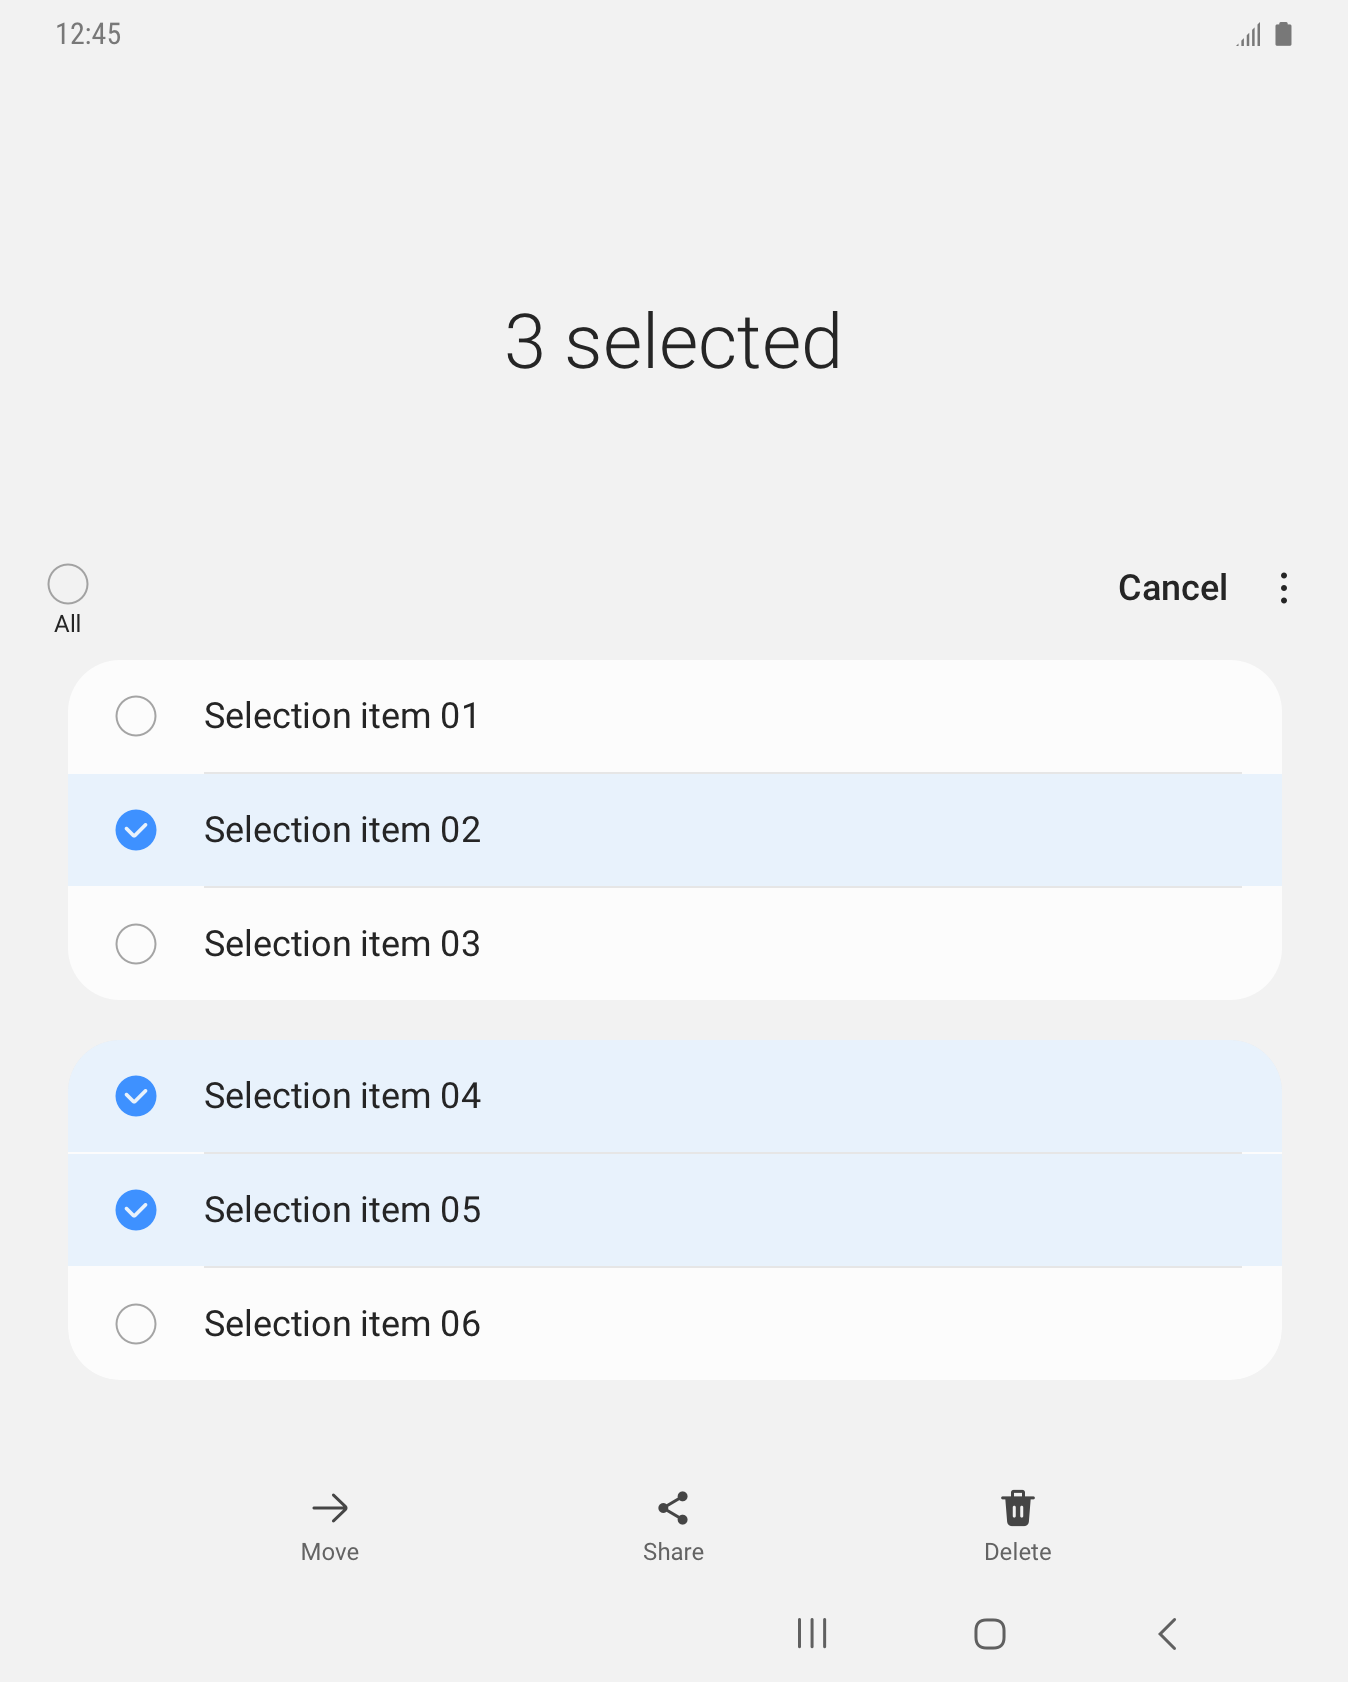 12:45
3 selected
All
Cancel
Selection item 01
Selection item 02
Selection item 03
Selection item 04
Selection item 05
Selection item 06
Move
Share
Delete